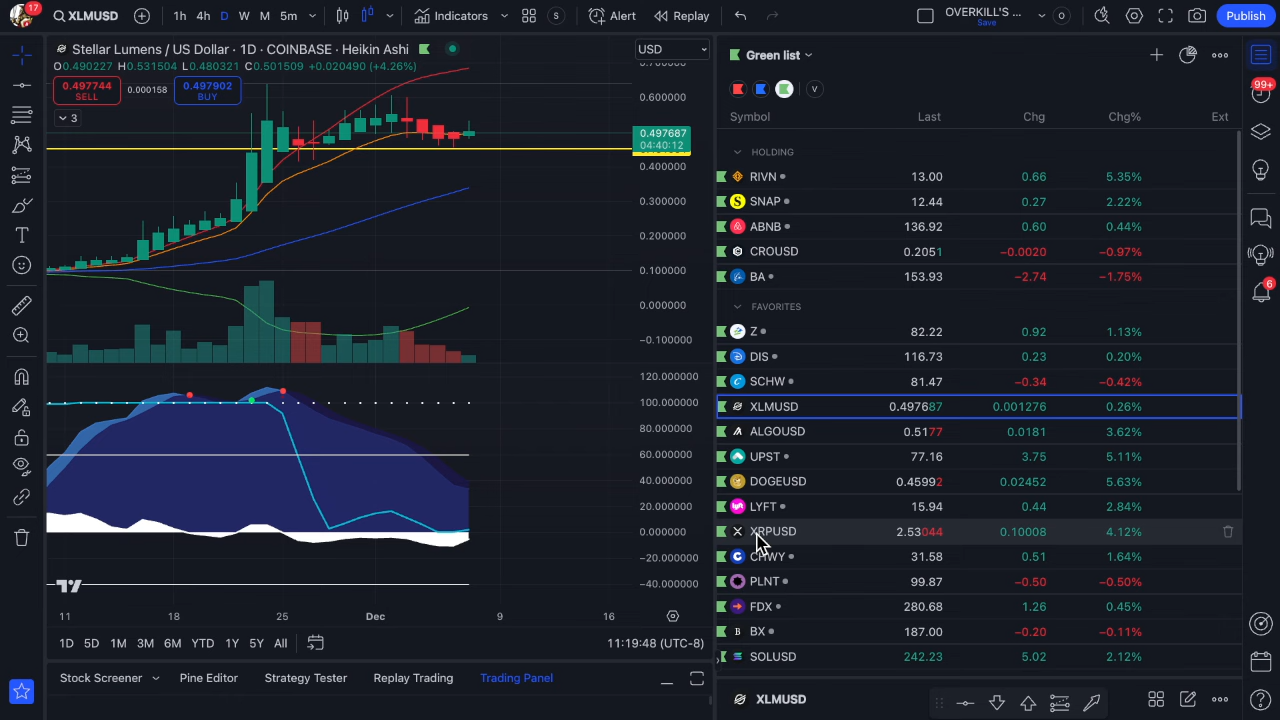 17
XLMUSD
1h 4h D W M 5m
Indicators
S
Alert
Replay
OVERKILL'S ...
Save
O
Publish
Stellar Lumens / US Dollar · 1D · COINBASE · Heikin Ashi
O0.490227 H0.531504 L0.480321 C0.501509 +0.020490 (+4.26%)
0.497744
SELL
0.000158
0.497902
BUY
3
USD
0.600000
0.497687
04:40:12
0.400000
0.300000
0.200000
0.100000
0.000000
−0.100000
120.000000
100.000000
80.000000
60.000000
40.000000
20.000000
0.000000
−20.000000
−40.000000
11 18 25 Dec 9 16
1D 5D 1M 3M 6M YTD 1Y 5Y All
11:19:48 (UTC-8)
Stock Screener
Pine Editor
Strategy Tester
Replay Trading
Trading Panel
Green list
V
Symbol Last Chg Chg% Ext
HOLDING
RIVN 13.00 0.66 5.35%
SNAP 12.44 0.27 2.22%
ABNB 136.92 0.60 0.44%
CROUSD 0.2051 −0.0020 −0.97%
BA 153.93 −2.74 −1.75%
FAVORITES
Z 82.22 0.92 1.13%
DIS 116.73 0.23 0.20%
SCHW 81.47 −0.34 −0.42%
XLMUSD 0.497687 0.001276 0.26%
ALGOUSD 0.5177 0.0181 3.62%
UPST 77.16 3.75 5.11%
DOGEUSD 0.45992 0.02452 5.63%
LYFT 15.94 0.44 2.84%
XRPUSD 2.53044 0.10008 4.12%
CHWY 31.58 0.51 1.64%
PLNT 99.87 −0.50 −0.50%
FDX 280.68 1.26 0.45%
BX 187.00 −0.20 −0.11%
SOLUSD 242.23 5.02 2.12%
XLMUSD
99+
6